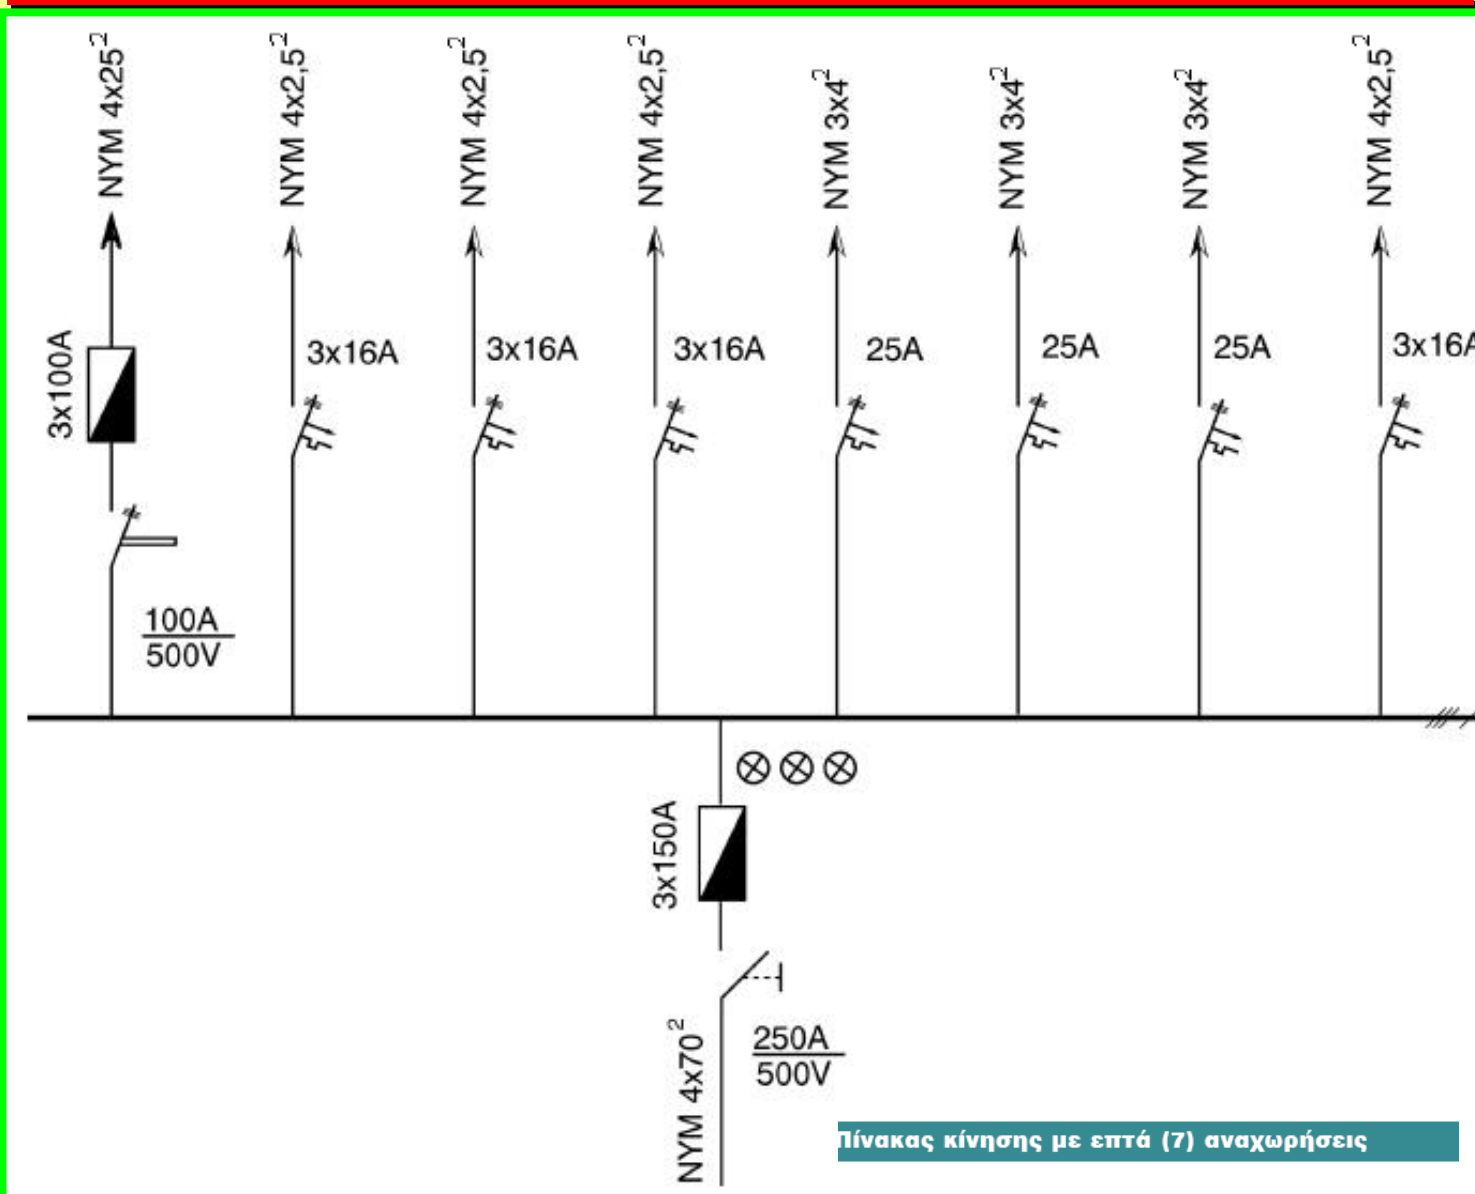 NYM 4x25²
NYM 4x2,5²
NYM 4x2,5²
NYM 4x2,5²
NYM 3x4²
NYM 3x4²
NYM 3x4²
NYM 4x2,5²
3x100A
3x16A
3x16A
3x16A
25A
25A
25A
3x16A
100A
500V
3x150A
NYM 4x70²
250A
500V
Πίνακας κίνησης με επτά (7) αναχωρήσεις